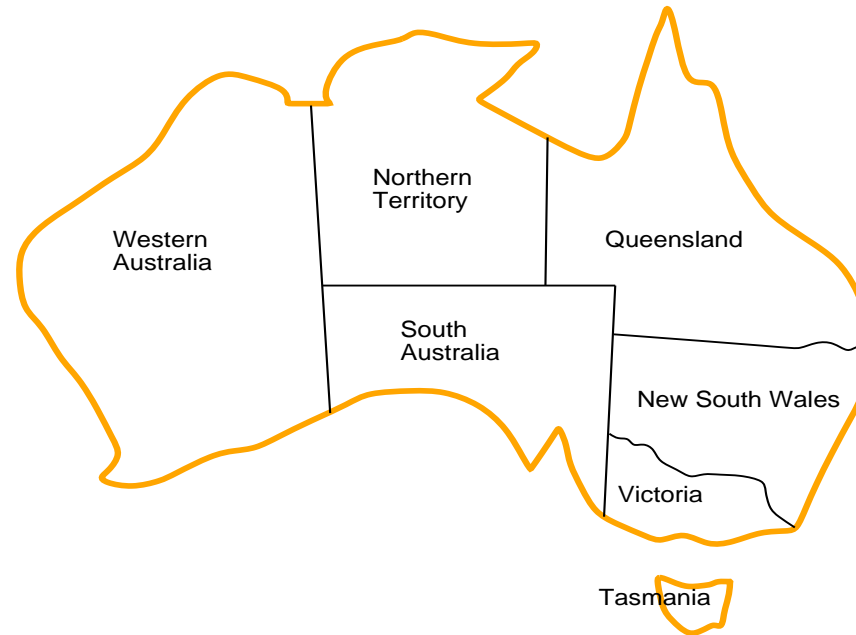 Northern
Territory
Western
Australia
Queensland
South
Australia
New South Wales
Victoria
Tasmania